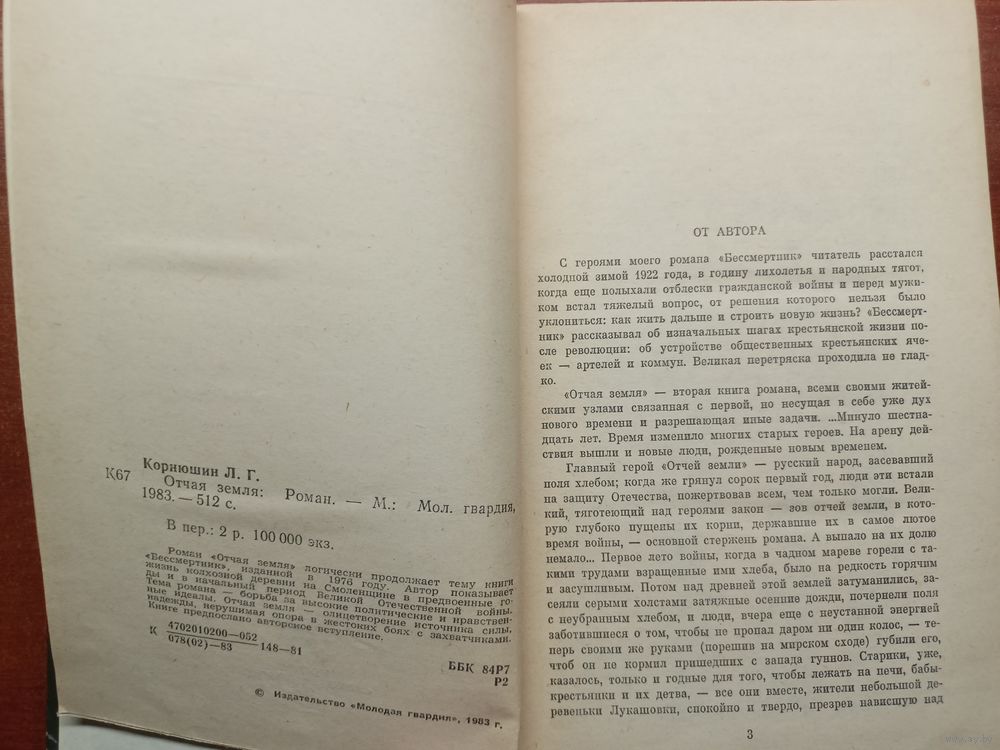 Корнюшин Л. Г.
К67 Отчая земля: Роман. — М.: Мол. гвардия,
1983. — 512 с.
В пер.: 2 р. 100 000 экз.
Роман «Отчая земля» логически продолжает тему книги
«Бессмертник», изданной в 1976 году. Автор показывает
жизнь колхозной деревни на Смоленщине в предвоенные го-
ды и в начальный период Великой Отечественной войны.
Тема романа — борьба за высокие политические и нравствен-
ные идеалы. Отчая земля — олицетворение источника силы,
надежды, нерушимая опора в жестоких боях с захватчиками.
Книге предослано авторское вступление.
К 4702010200—052
078(02)—83 148—81
ББК 84Р7
Р2
© Издательство «Молодая гвардия», 1983 г.
ОТ АВТОРА
С героями моего романа «Бессмертник» читатель расстался
холодной зимой 1922 года, в годину лихолетья и народных тягот,
когда еще полыхали отблески гражданской войны и перед мужи-
ком встал тяжелый вопрос, от решения которого нельзя было
уклониться: как жить дальше и строить новую жизнь? «Бессмерт-
ник» рассказывал об изначальных шагах крестьянской жизни по-
сле революции: об устройстве общественных крестьянских яче-
ек — артелей и коммун. Великая перетряска проходила не глад-
ко.
«Отчая земля» — вторая книга романа, всеми своими житей-
скими узлами связанная с первой, но несущая в себе уже дух
нового времени и разрешающая иные задачи. ...Минуло шестна-
дцать лет. Время изменило многих старых героев. На арену дей-
ствия вышли и новые люди, рожденные новым временем.
Главный герой «Отчей земли» — русский народ, засевавший
поля хлебом; когда же грянул сорок первый год, люди эти встали
на защиту Отечества, пожертвовав всем, чем только могли. Вели-
кий, тяготеющий над героями закон — зов отчей земли, в кото-
рую глубоко пущены их корни, державшие их в самое лютое
время войны, — основной стержень романа. А выпало на их долю
немало... Первое лето войны, когда в чадном мареве горели с та-
кими трудами взращенные ими хлеба, было на редкость горячим
и засушливым. Потом над древней этой землей затуманились, за-
сеяли серыми холстами затяжные осенние дожди, почернели поля
с неубранным хлебом, и люди, вчера еще с неустанной энергией
заботившиеся о том, чтобы не пропал даром ни один колос, — те-
перь своими же руками (порешив на мирском сходе) губили его,
чтоб он не кормил пришедших с запада гуннов. Старики, уже,
казалось, только и годные для того, чтобы лежать на печи, бабы-
крестьянки и их детва, — все они вместе, жители небольшой де-
ревеньки Лукашовки, спокойно и твердо, презрев нависшую над
3